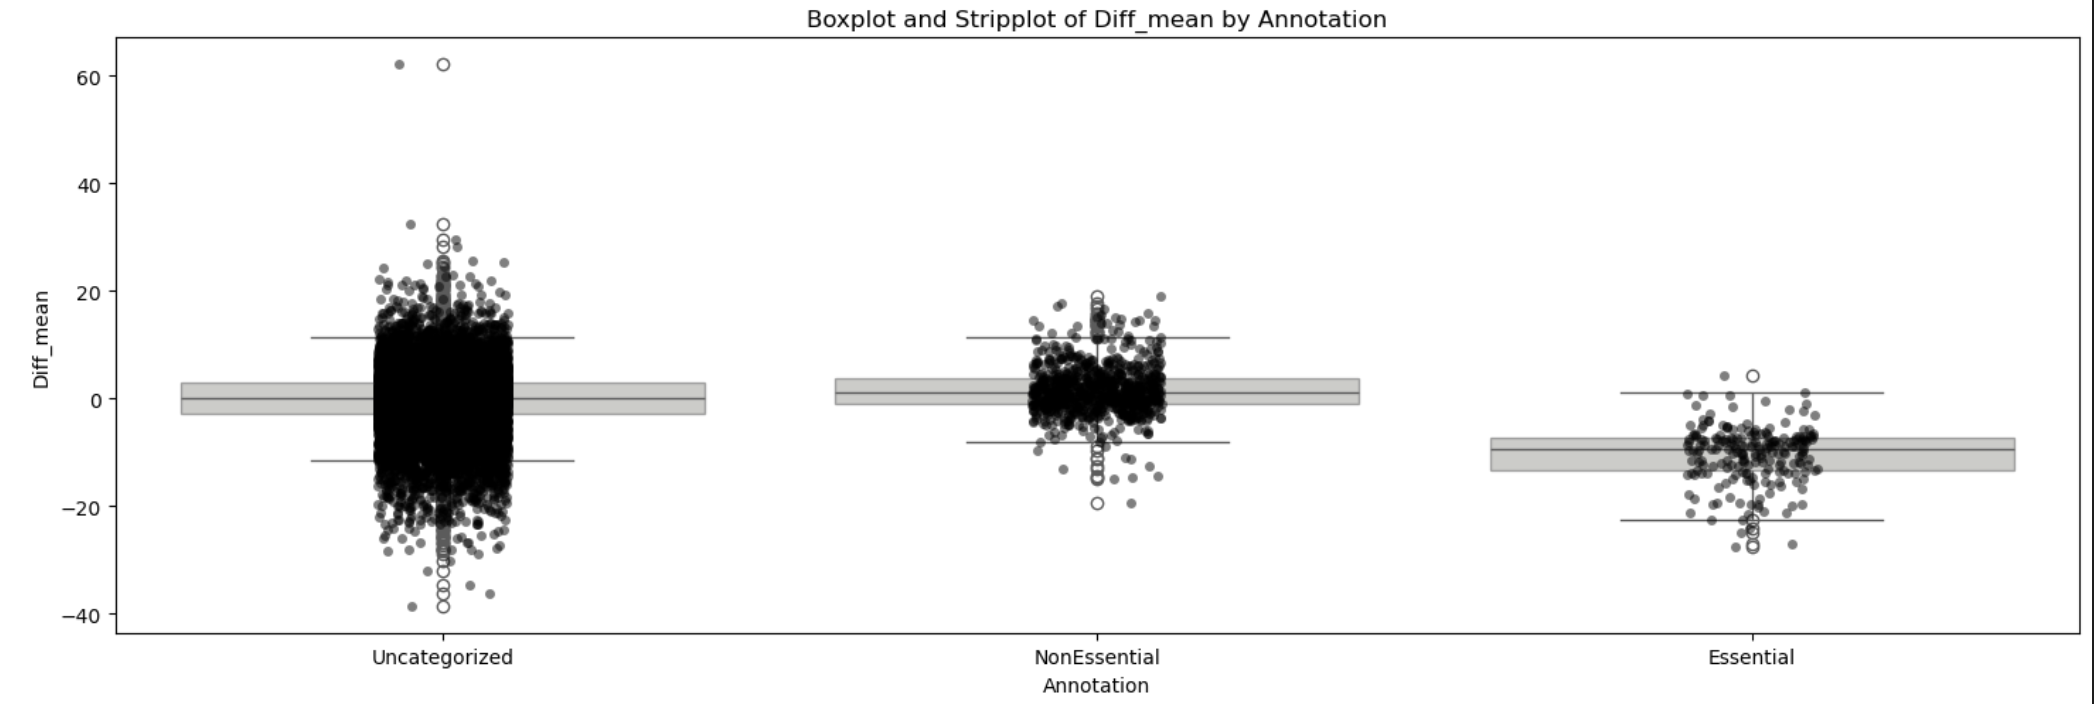 Boxplot and Stripplot of Diff_mean by Annotation
60
40
20
0
−20
−40
Diff_mean
Uncategorized
NonEssential
Essential
Annotation